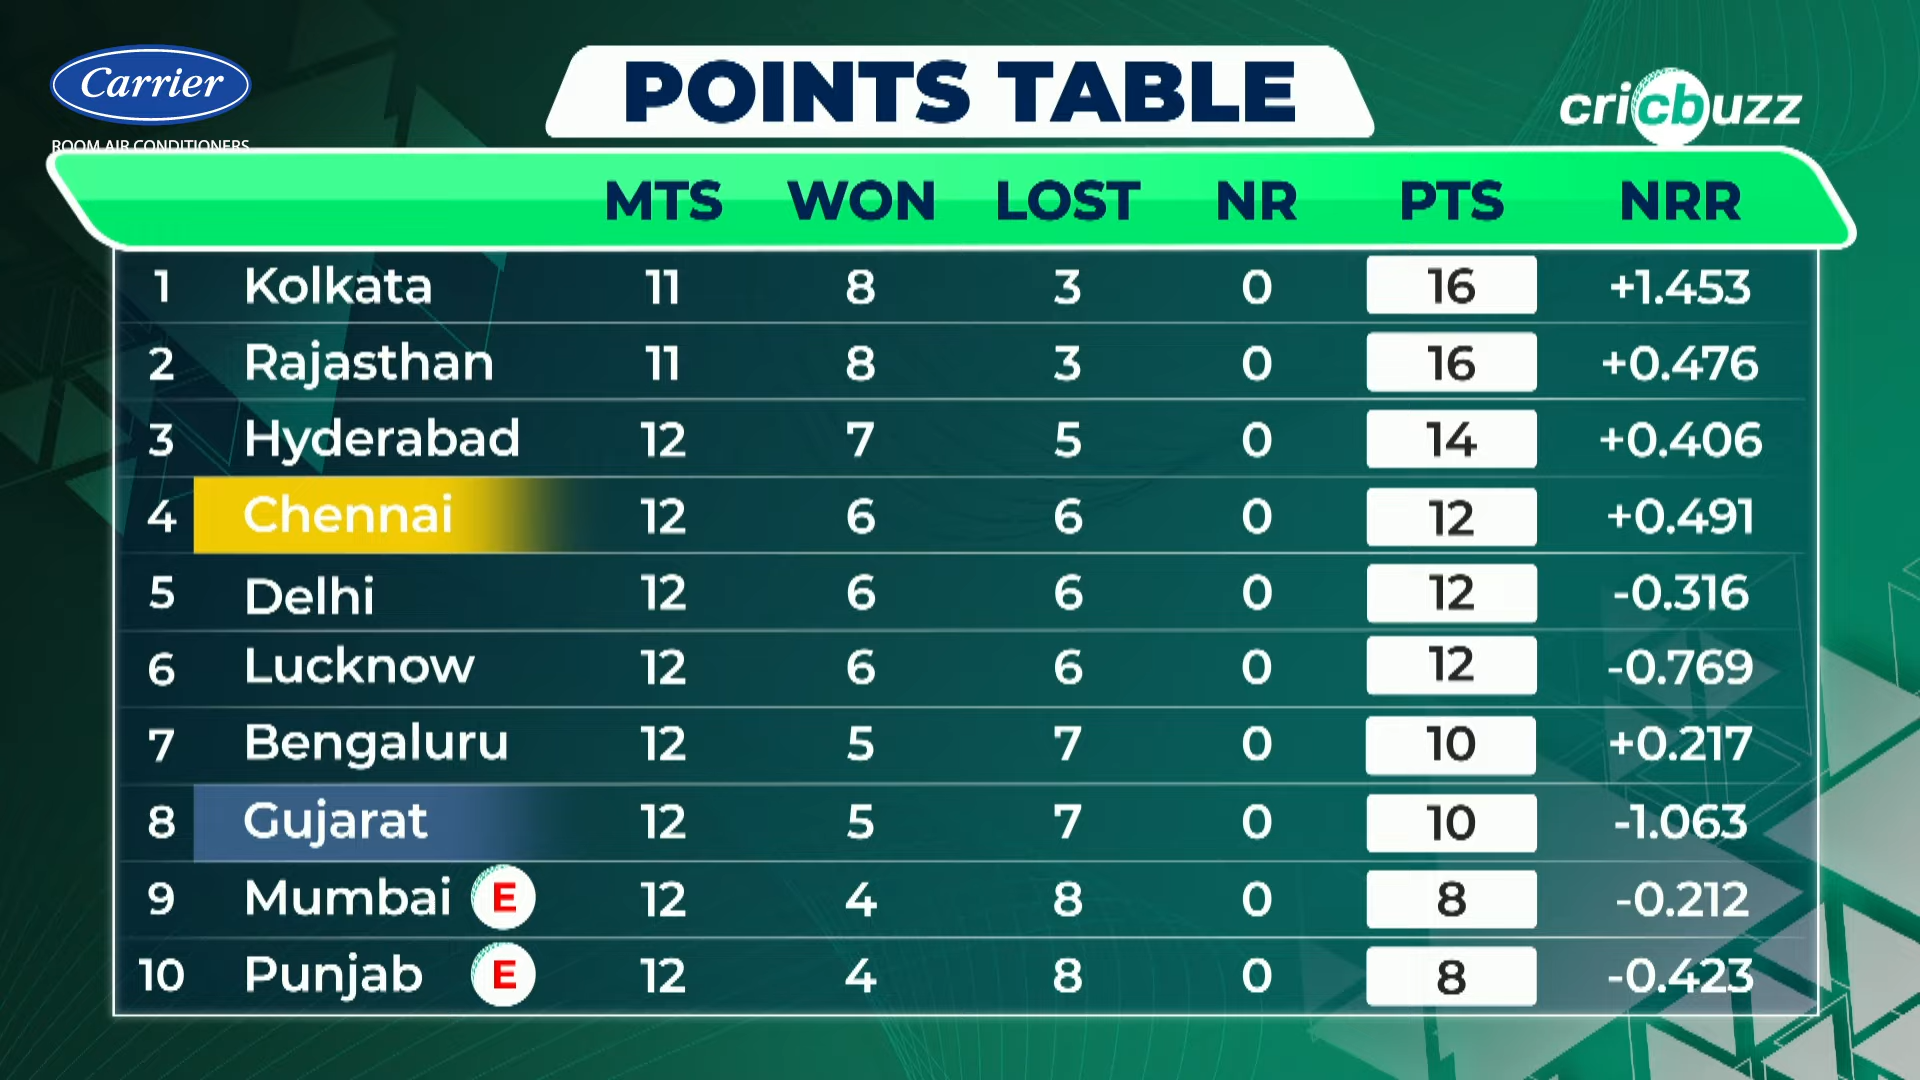 Carrier
ROOM AIR CONDITIONERS
POINTS TABLE
cricbuzz
MTS WON LOST NR PTS NRR
1 Kolkata 11 8 3 0 16 +1.453
2 Rajasthan 11 8 3 0 16 +0.476
3 Hyderabad 12 7 5 0 14 +0.406
4 Chennai 12 6 6 0 12 +0.491
5 Delhi 12 6 6 0 12 -0.316
6 Lucknow 12 6 6 0 12 -0.769
7 Bengaluru 12 5 7 0 10 +0.217
8 Gujarat 12 5 7 0 10 -1.063
9 Mumbai E 12 4 8 0 8 -0.212
10 Punjab E 12 4 8 0 8 -0.423